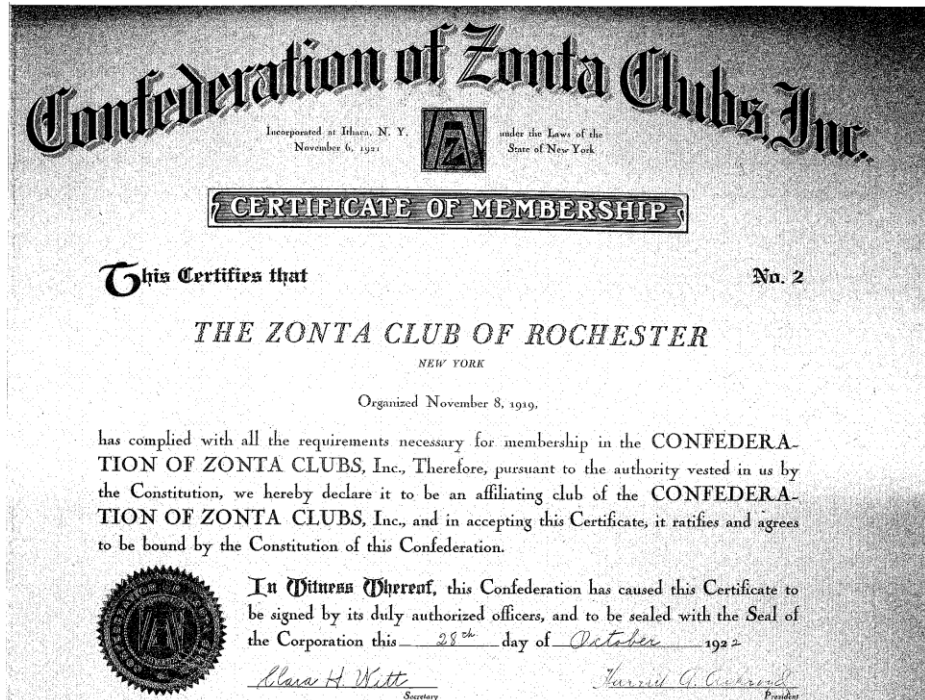 Confederation of Zonta Clubs, Inc.
Incorporated at Ithaca, N. Y. under the Laws of the
November 6, 1921 State of New York
Z
CERTIFICATE OF MEMBERSHIP
This Certifies that No. 2
THE ZONTA CLUB OF ROCHESTER
NEW YORK
Organized November 8, 1919,
has complied with all the requirements necessary for membership in the CONFEDERA-
TION OF ZONTA CLUBS, Inc., Therefore, pursuant to the authority vested in us by
the Constitution, we hereby declare it to be an affiliating club of the CONFEDERA-
TION OF ZONTA CLUBS, Inc., and in accepting this Certificate, it ratifies and agrees
to be bound by the Constitution of this Confederation.
In Witness Whereof, this Confederation has caused this Certificate to
be signed by its duly authorized officers, and to be sealed with the Seal of
the Corporation this 28th day of October 1922
Clara H. Witt Harriet A.
Secretary President